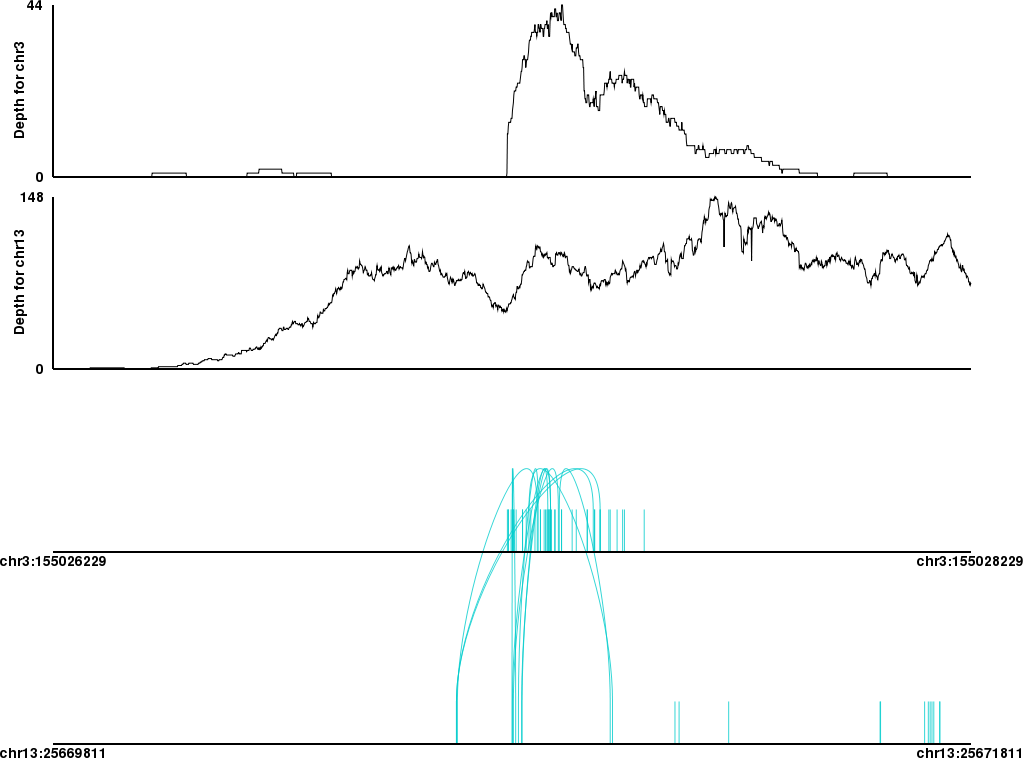 44
Depth for chr3
0
148
Depth for chr13
0
chr3:155026229
chr3:155028229
chr13:25669811
chr13:25671811